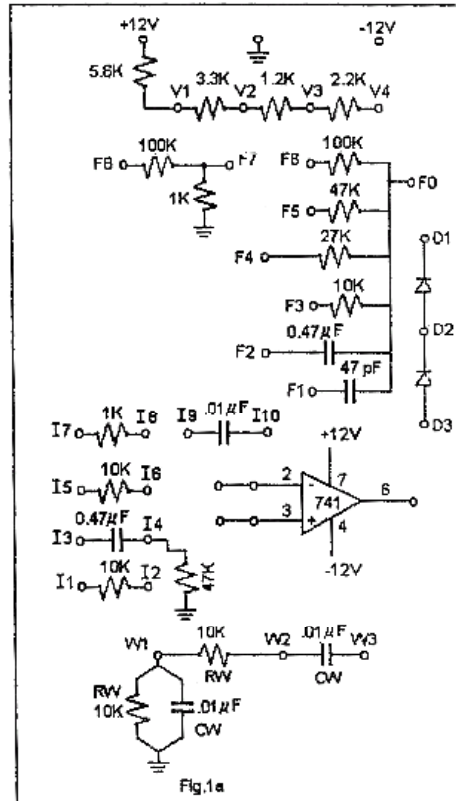 +12V -12V
5.6K
V1 3.3K V2 1.2K V3 2.2K V4
100K
F8 F7
1K
100K
F8 F0
47K
F5
27K
F4
D1
10K
F3
0.47µF
F2
D2
47 pF
F1
D3
1K
I7 I8
.01µF
I9 I10
10K
I5 I6
+12V
2 7 6
741
3 + 4
-12V
0.47µF
I3 I4
47K
10K
I1 I2
W1 10K W2 .01µF W3
RW CW
RW
10K
.01µF
CW
Fig.1a